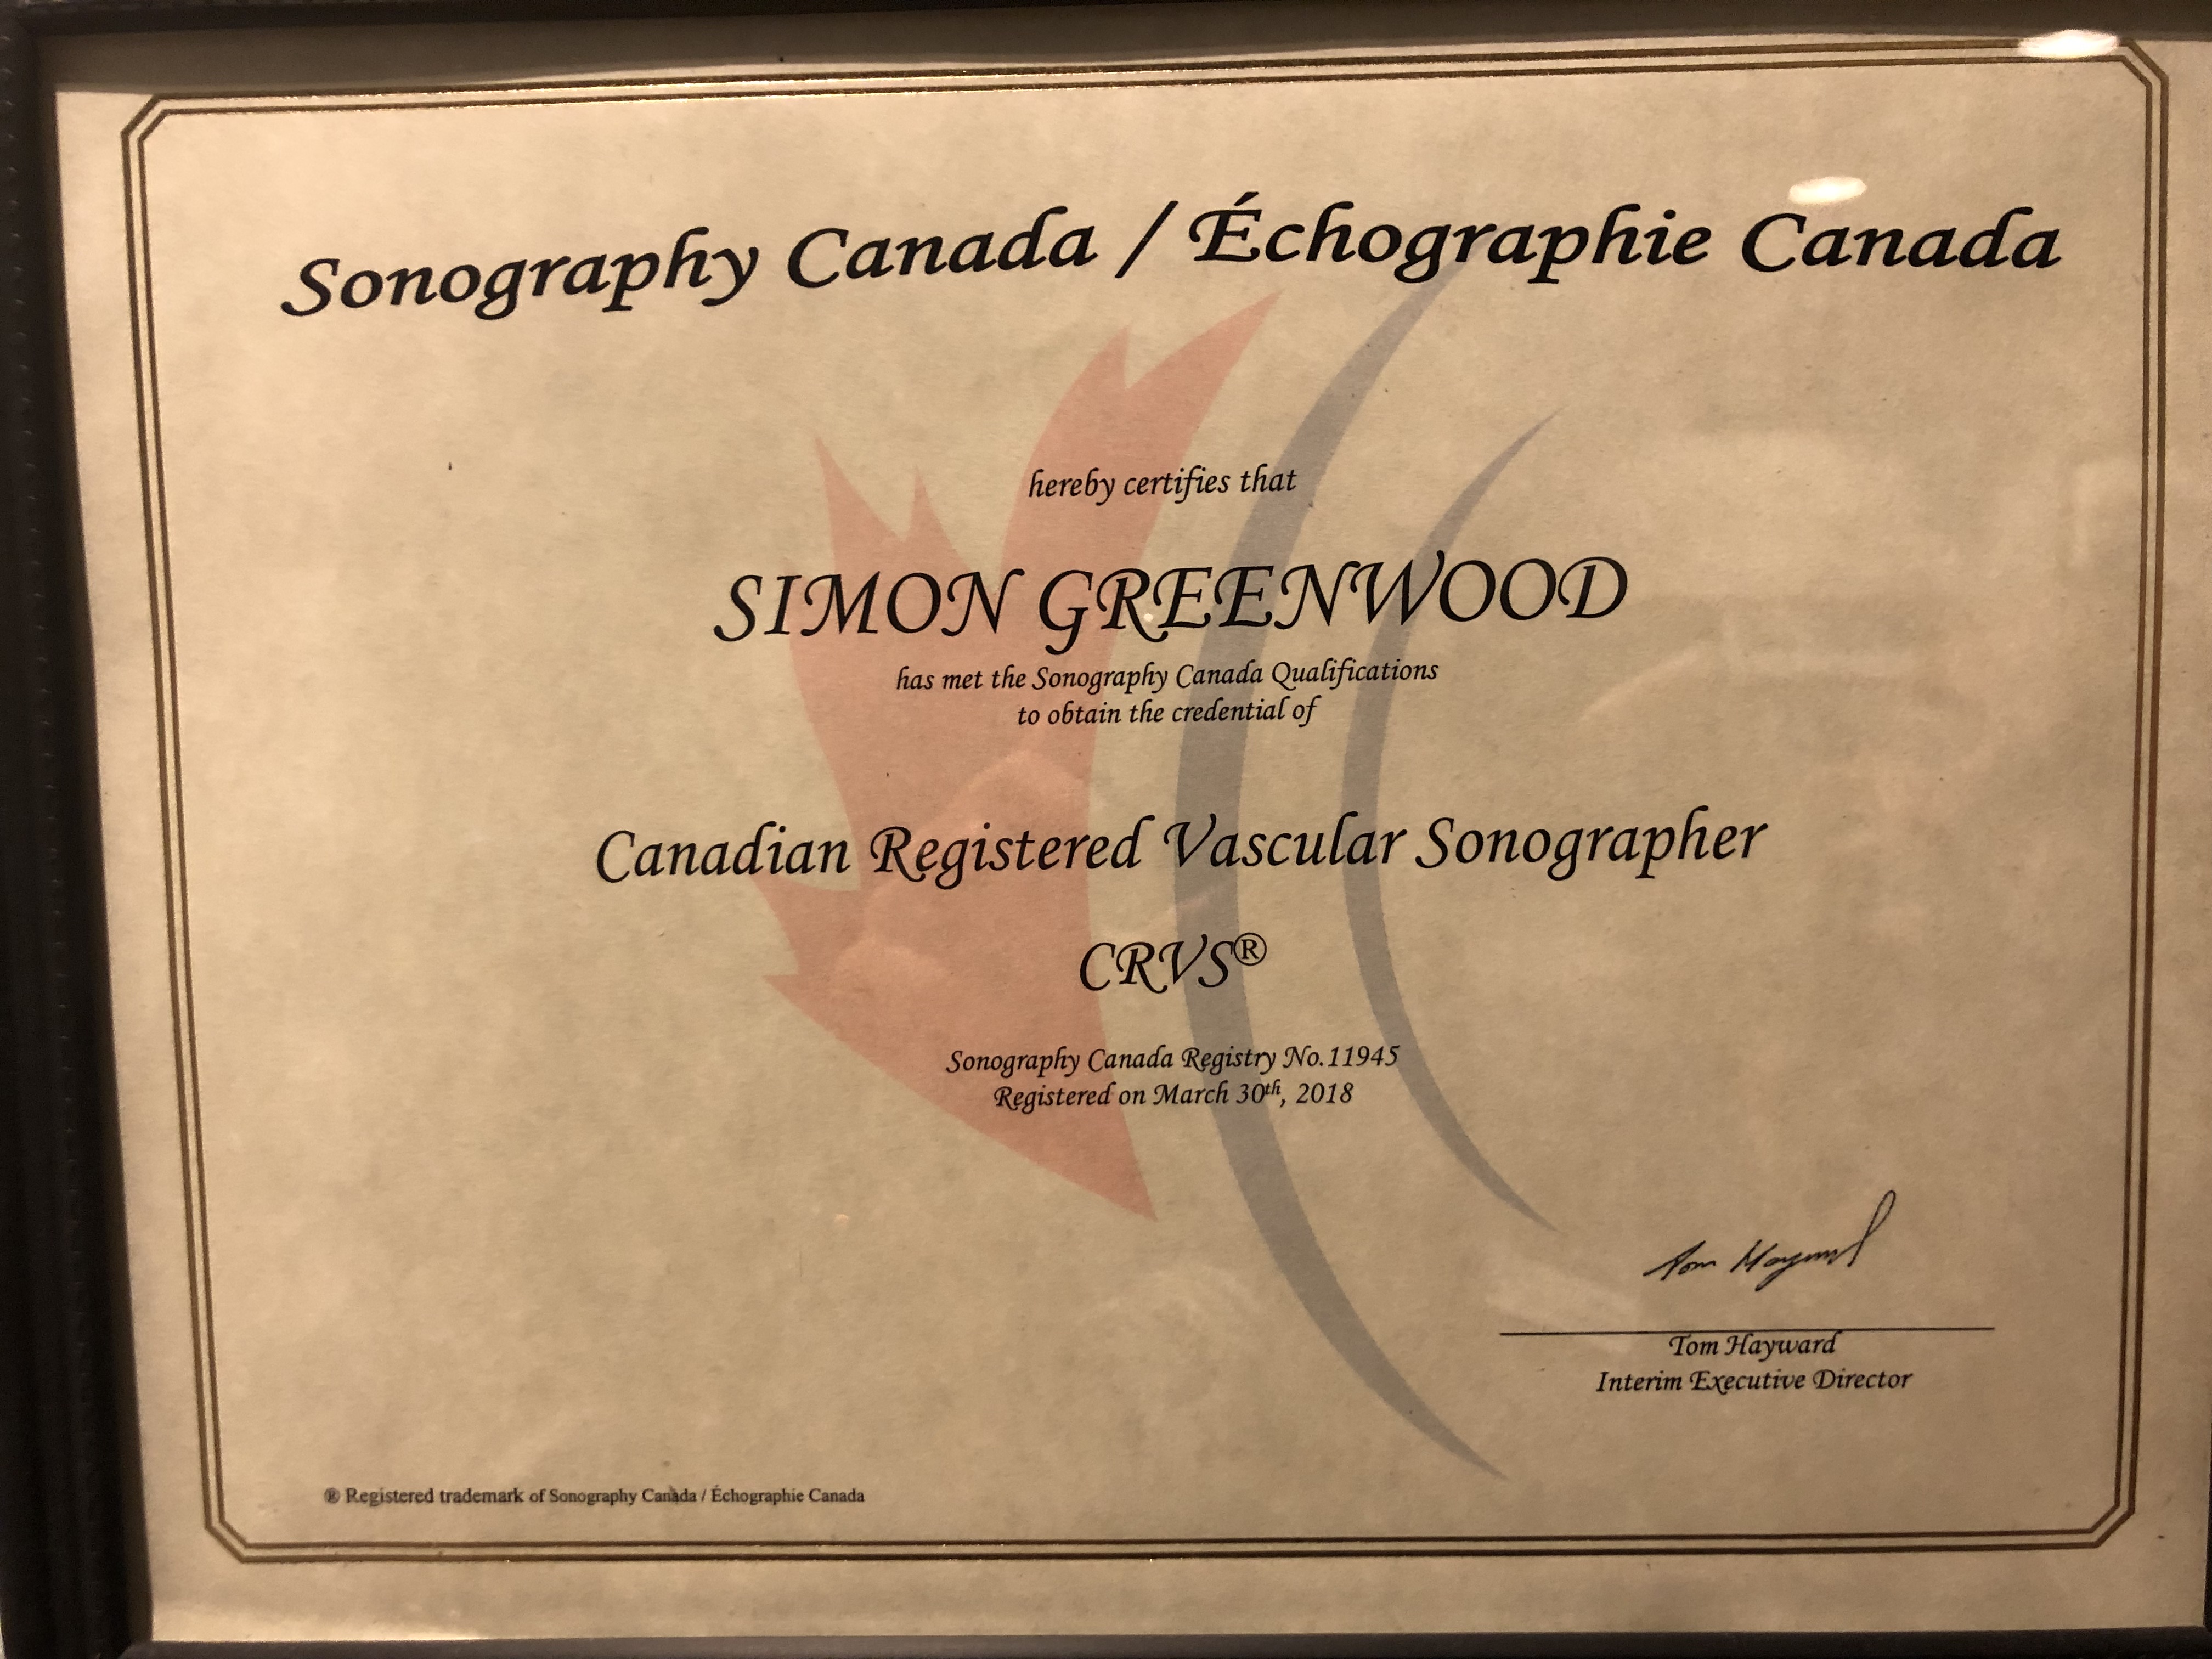 Sonography Canada / Échographie Canada
hereby certifies that
SIMON GREENWOOD
has met the Sonography Canada Qualifications
to obtain the credential of
Canadian Registered Vascular Sonographer
CRVS®
Sonography Canada Registry No.11945
Registered on March 30th, 2018
Tom Hayward
Tom Hayward
Interim Executive Director
® Registered trademark of Sonography Canada / Échographie Canada